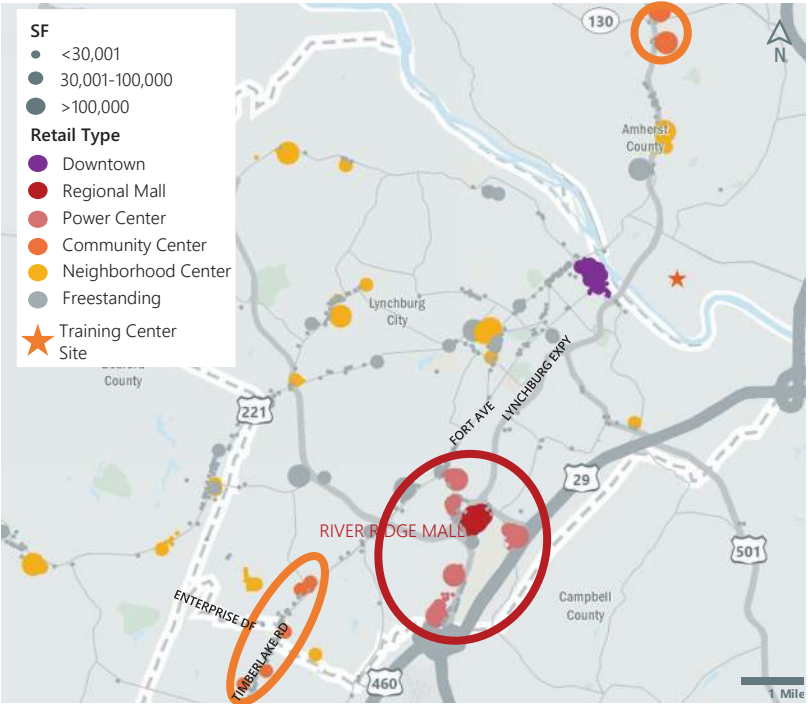 SF
<30,001
30,001-100,000
>100,000
Retail Type
Downtown
Regional Mall
Power Center
Community Center
Neighborhood Center
Freestanding
Training Center
Site
County
130
N
Amherst
County
Lynchburg
City
LYNCHBURG EXPY
FORT AVE
221
29
RIVER RIDGE MALL
501
ENTERPRISE DR
TIMBERLAKE RD
Campbell
County
460
1 Mile